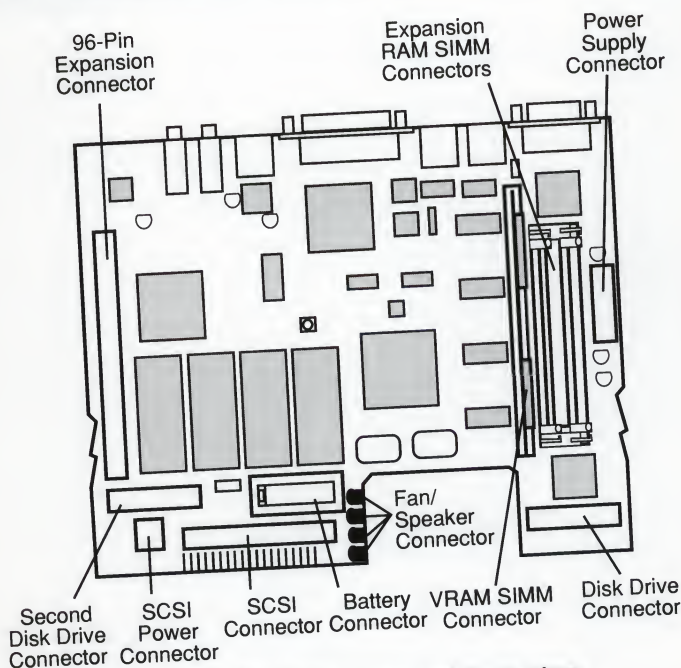 96-Pin
Expansion
Connector
Expansion
RAM SIMM
Connectors
Power
Supply
Connector
Fan/
Speaker
Connector
Second
Disk Drive
Connector
SCSI
Power
Connector
SCSI
Connector
Battery
Connector
VRAM SIMM
Connector
Disk Drive
Connector